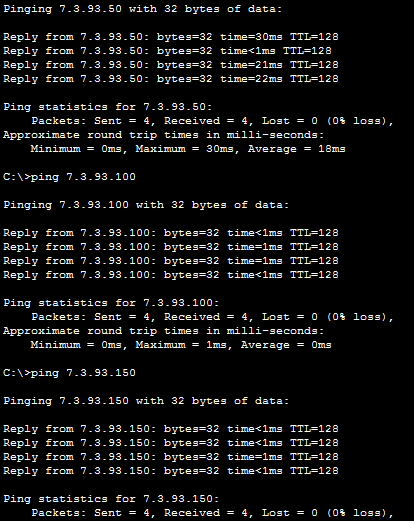 Pinging 7.3.93.50 with 32 bytes of data:
Reply from 7.3.93.50: bytes=32 time=30ms TTL=128
Reply from 7.3.93.50: bytes=32 time<1ms TTL=128
Reply from 7.3.93.50: bytes=32 time=21ms TTL=128
Reply from 7.3.93.50: bytes=32 time=22ms TTL=128
Ping statistics for 7.3.93.50:
Packets: Sent = 4, Received = 4, Lost = 0 (0% loss),
Approximate round trip times in milli-seconds:
Minimum = 0ms, Maximum = 30ms, Average = 18ms
C:\>ping 7.3.93.100
Pinging 7.3.93.100 with 32 bytes of data:
Reply from 7.3.93.100: bytes=32 time<1ms TTL=128
Reply from 7.3.93.100: bytes=32 time<1ms TTL=128
Reply from 7.3.93.100: bytes=32 time=1ms TTL=128
Reply from 7.3.93.100: bytes=32 time<1ms TTL=128
Ping statistics for 7.3.93.100:
Packets: Sent = 4, Received = 4, Lost = 0 (0% loss),
Approximate round trip times in milli-seconds:
Minimum = 0ms, Maximum = 1ms, Average = 0ms
C:\>ping 7.3.93.150
Pinging 7.3.93.150 with 32 bytes of data:
Reply from 7.3.93.150: bytes=32 time<1ms TTL=128
Reply from 7.3.93.150: bytes=32 time<1ms TTL=128
Reply from 7.3.93.150: bytes=32 time=1ms TTL=128
Reply from 7.3.93.150: bytes=32 time<1ms TTL=128
Ping statistics for 7.3.93.150:
Packets: Sent = 4, Received = 4, Lost = 0 (0% loss),